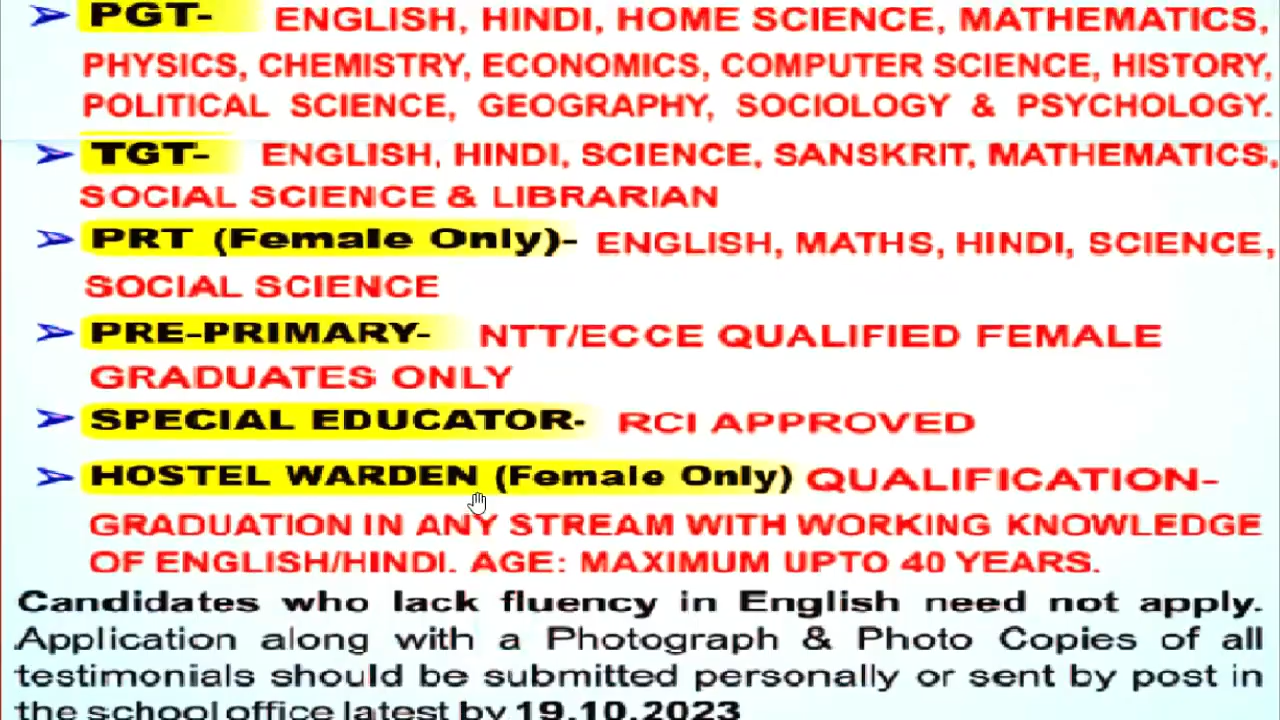 ➢ PGT- ENGLISH, HINDI, HOME SCIENCE, MATHEMATICS,
PHYSICS, CHEMISTRY, ECONOMICS, COMPUTER SCIENCE, HISTORY,
POLITICAL SCIENCE, GEOGRAPHY, SOCIOLOGY & PSYCHOLOGY.
➢ TGT- ENGLISH, HINDI, SCIENCE, SANSKRIT, MATHEMATICS,
SOCIAL SCIENCE & LIBRARIAN
➢ PRT (Female Only)- ENGLISH, MATHS, HINDI, SCIENCE,
SOCIAL SCIENCE
➢ PRE-PRIMARY- NTT/ECCE QUALIFIED FEMALE
GRADUATES ONLY
➢ SPECIAL EDUCATOR- RCI APPROVED
➢ HOSTEL WARDEN (Female Only) QUALIFICATION-
GRADUATION IN ANY STREAM WITH WORKING KNOWLEDGE
OF ENGLISH/HINDI. AGE: MAXIMUM UPTO 40 YEARS.
Candidates who lack fluency in English need not apply.
Application along with a Photograph & Photo Copies of all
testimonials should be submitted personally or sent by post in
the school office latest by 19.10.2023